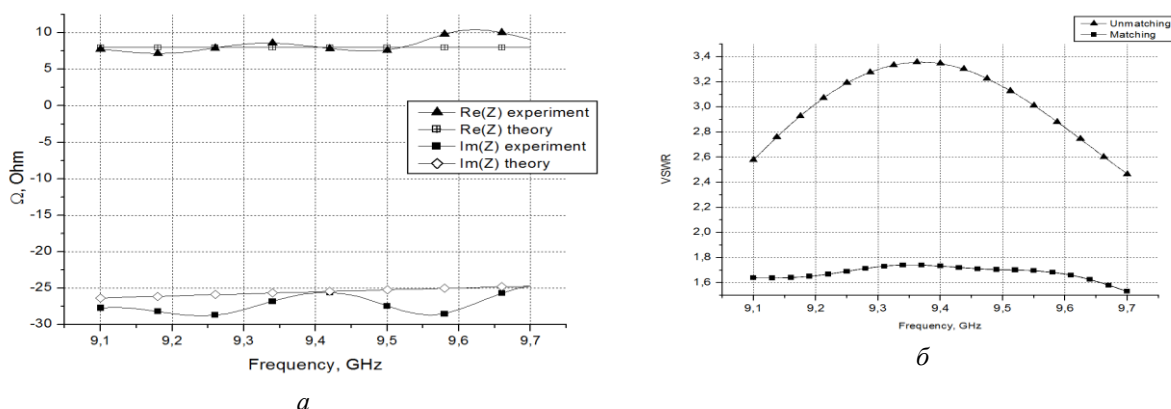 10
5
0
-5
-10
-15
-20
-25
-30
Ω, Ohm
Re(Z) experiment
Re(Z) theory
Im(Z) experiment
Im(Z) theory
9,1 9,2 9,3 9,4 9,5 9,6 9,7
Frequency, GHz
а
Unmatching
Matching
3,4
3,2
3,0
2,8
2,6
2,4
2,2
2,0
1,8
1,6
VSWR
9,1 9,2 9,3 9,4 9,5 9,6 9,7
Frequency, GHz
б